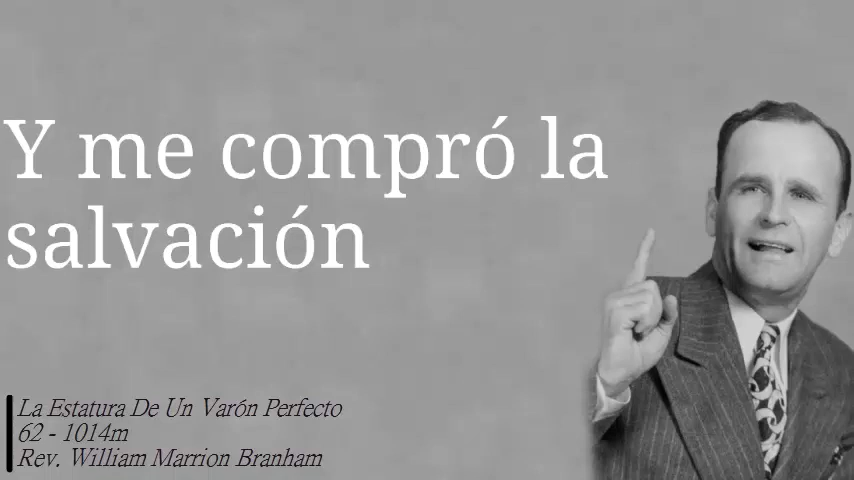 Y me compró la
salvación
La Estatura De Un Varón Perfecto
62 - 1014m
Rev. William Marrion Branham